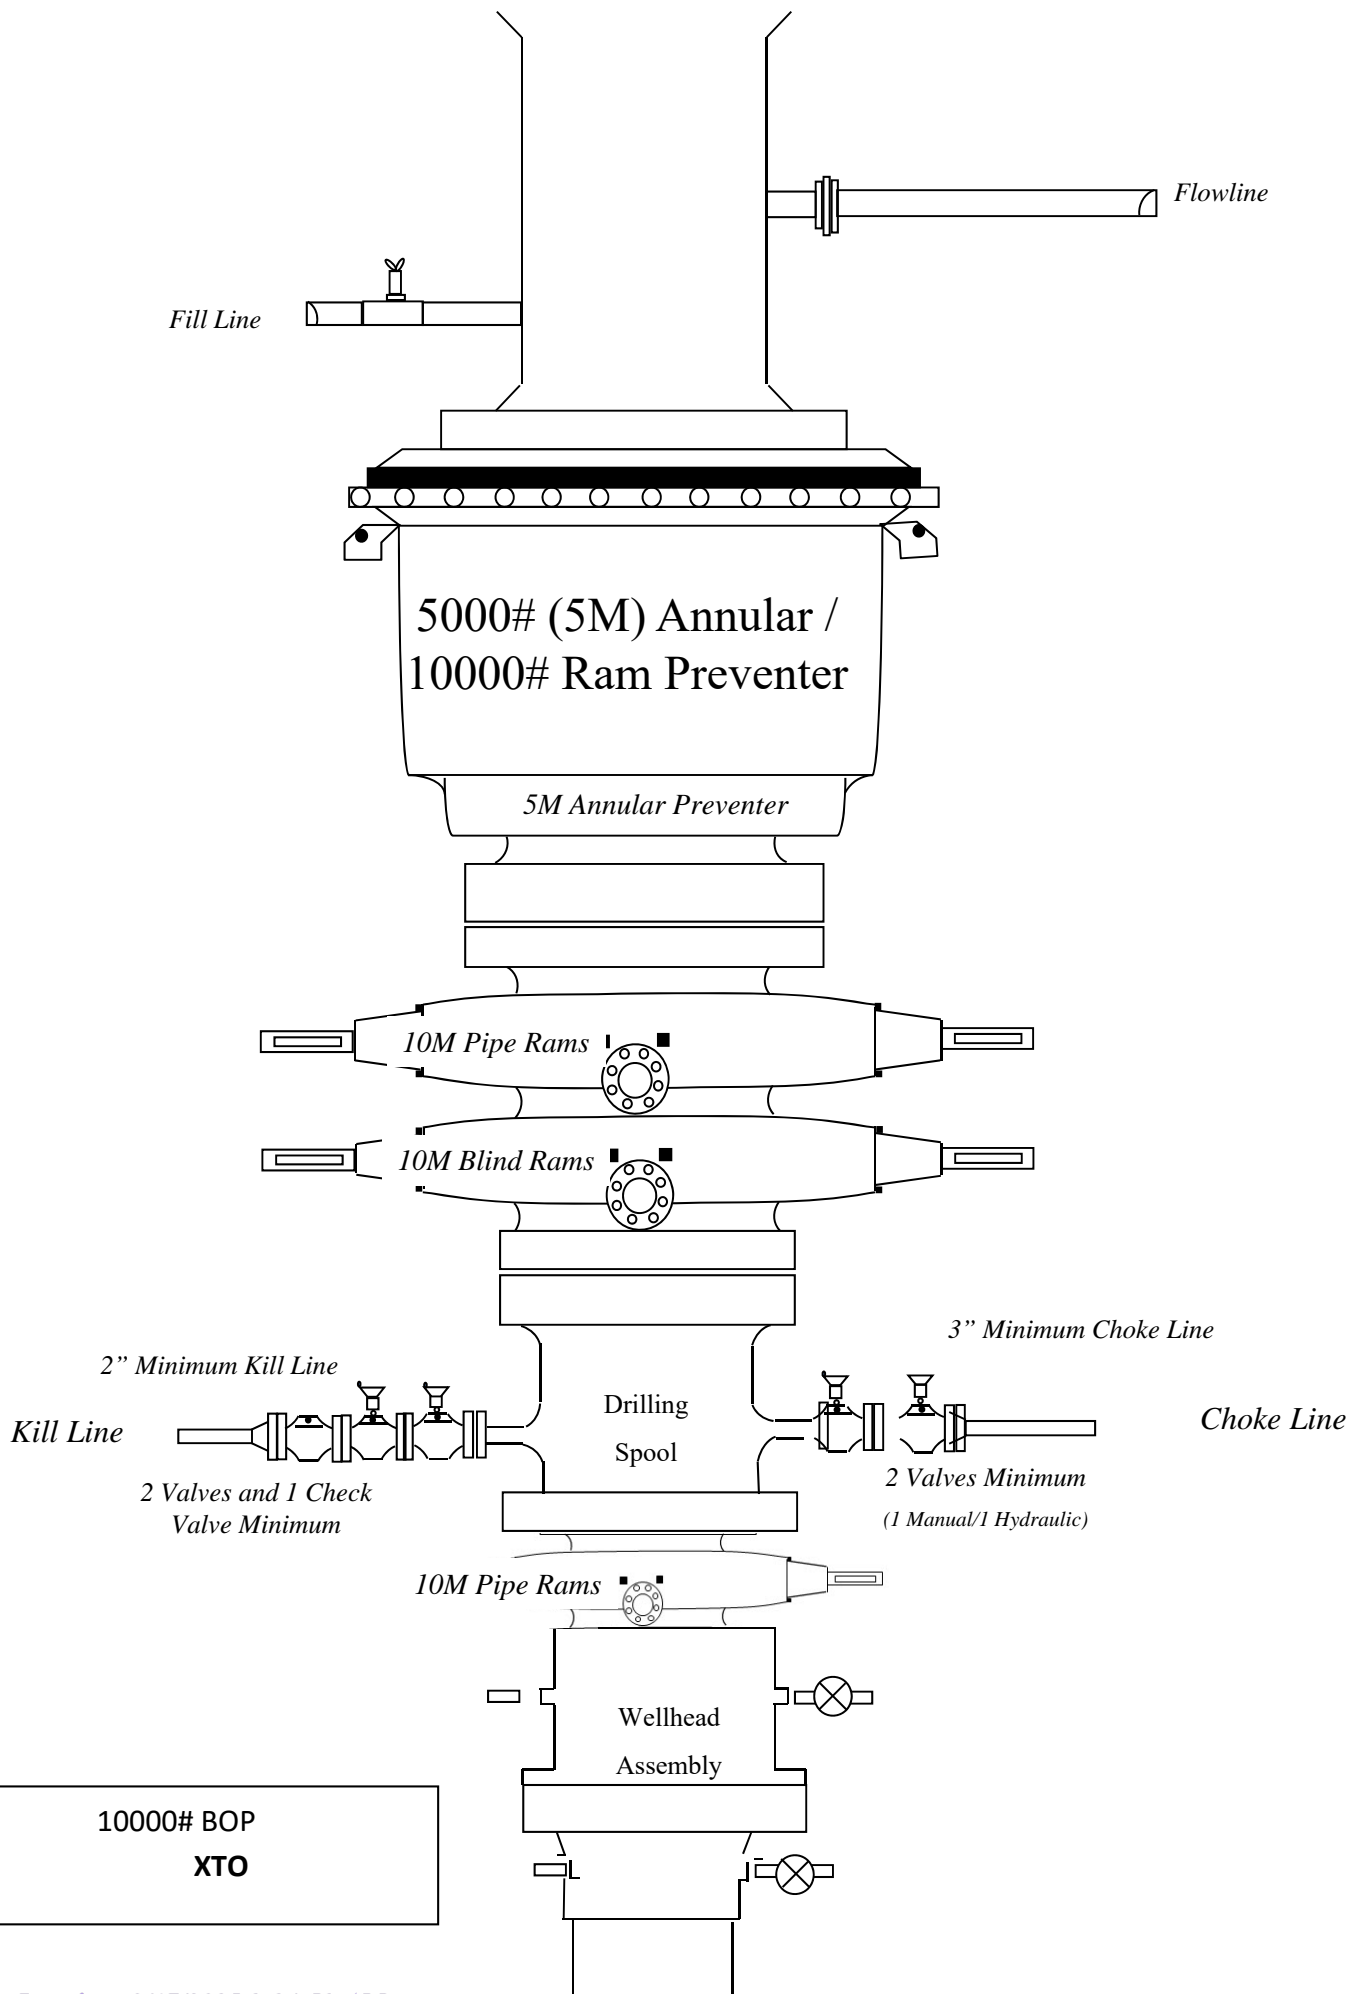 Flowline
Fill Line
5000# (5M) Annular /
10000# Ram Preventer
5M Annular Preventer
10M Pipe Rams
10M Blind Rams
3” Minimum Choke Line
2” Minimum Kill Line
Drilling
Spool
Kill Line
Choke Line
2 Valves and 1 Check
Valve Minimum
2 Valves Minimum
(1 Manual/1 Hydraulic)
10M Pipe Rams
Wellhead
Assembly
10000# BOP
XTO